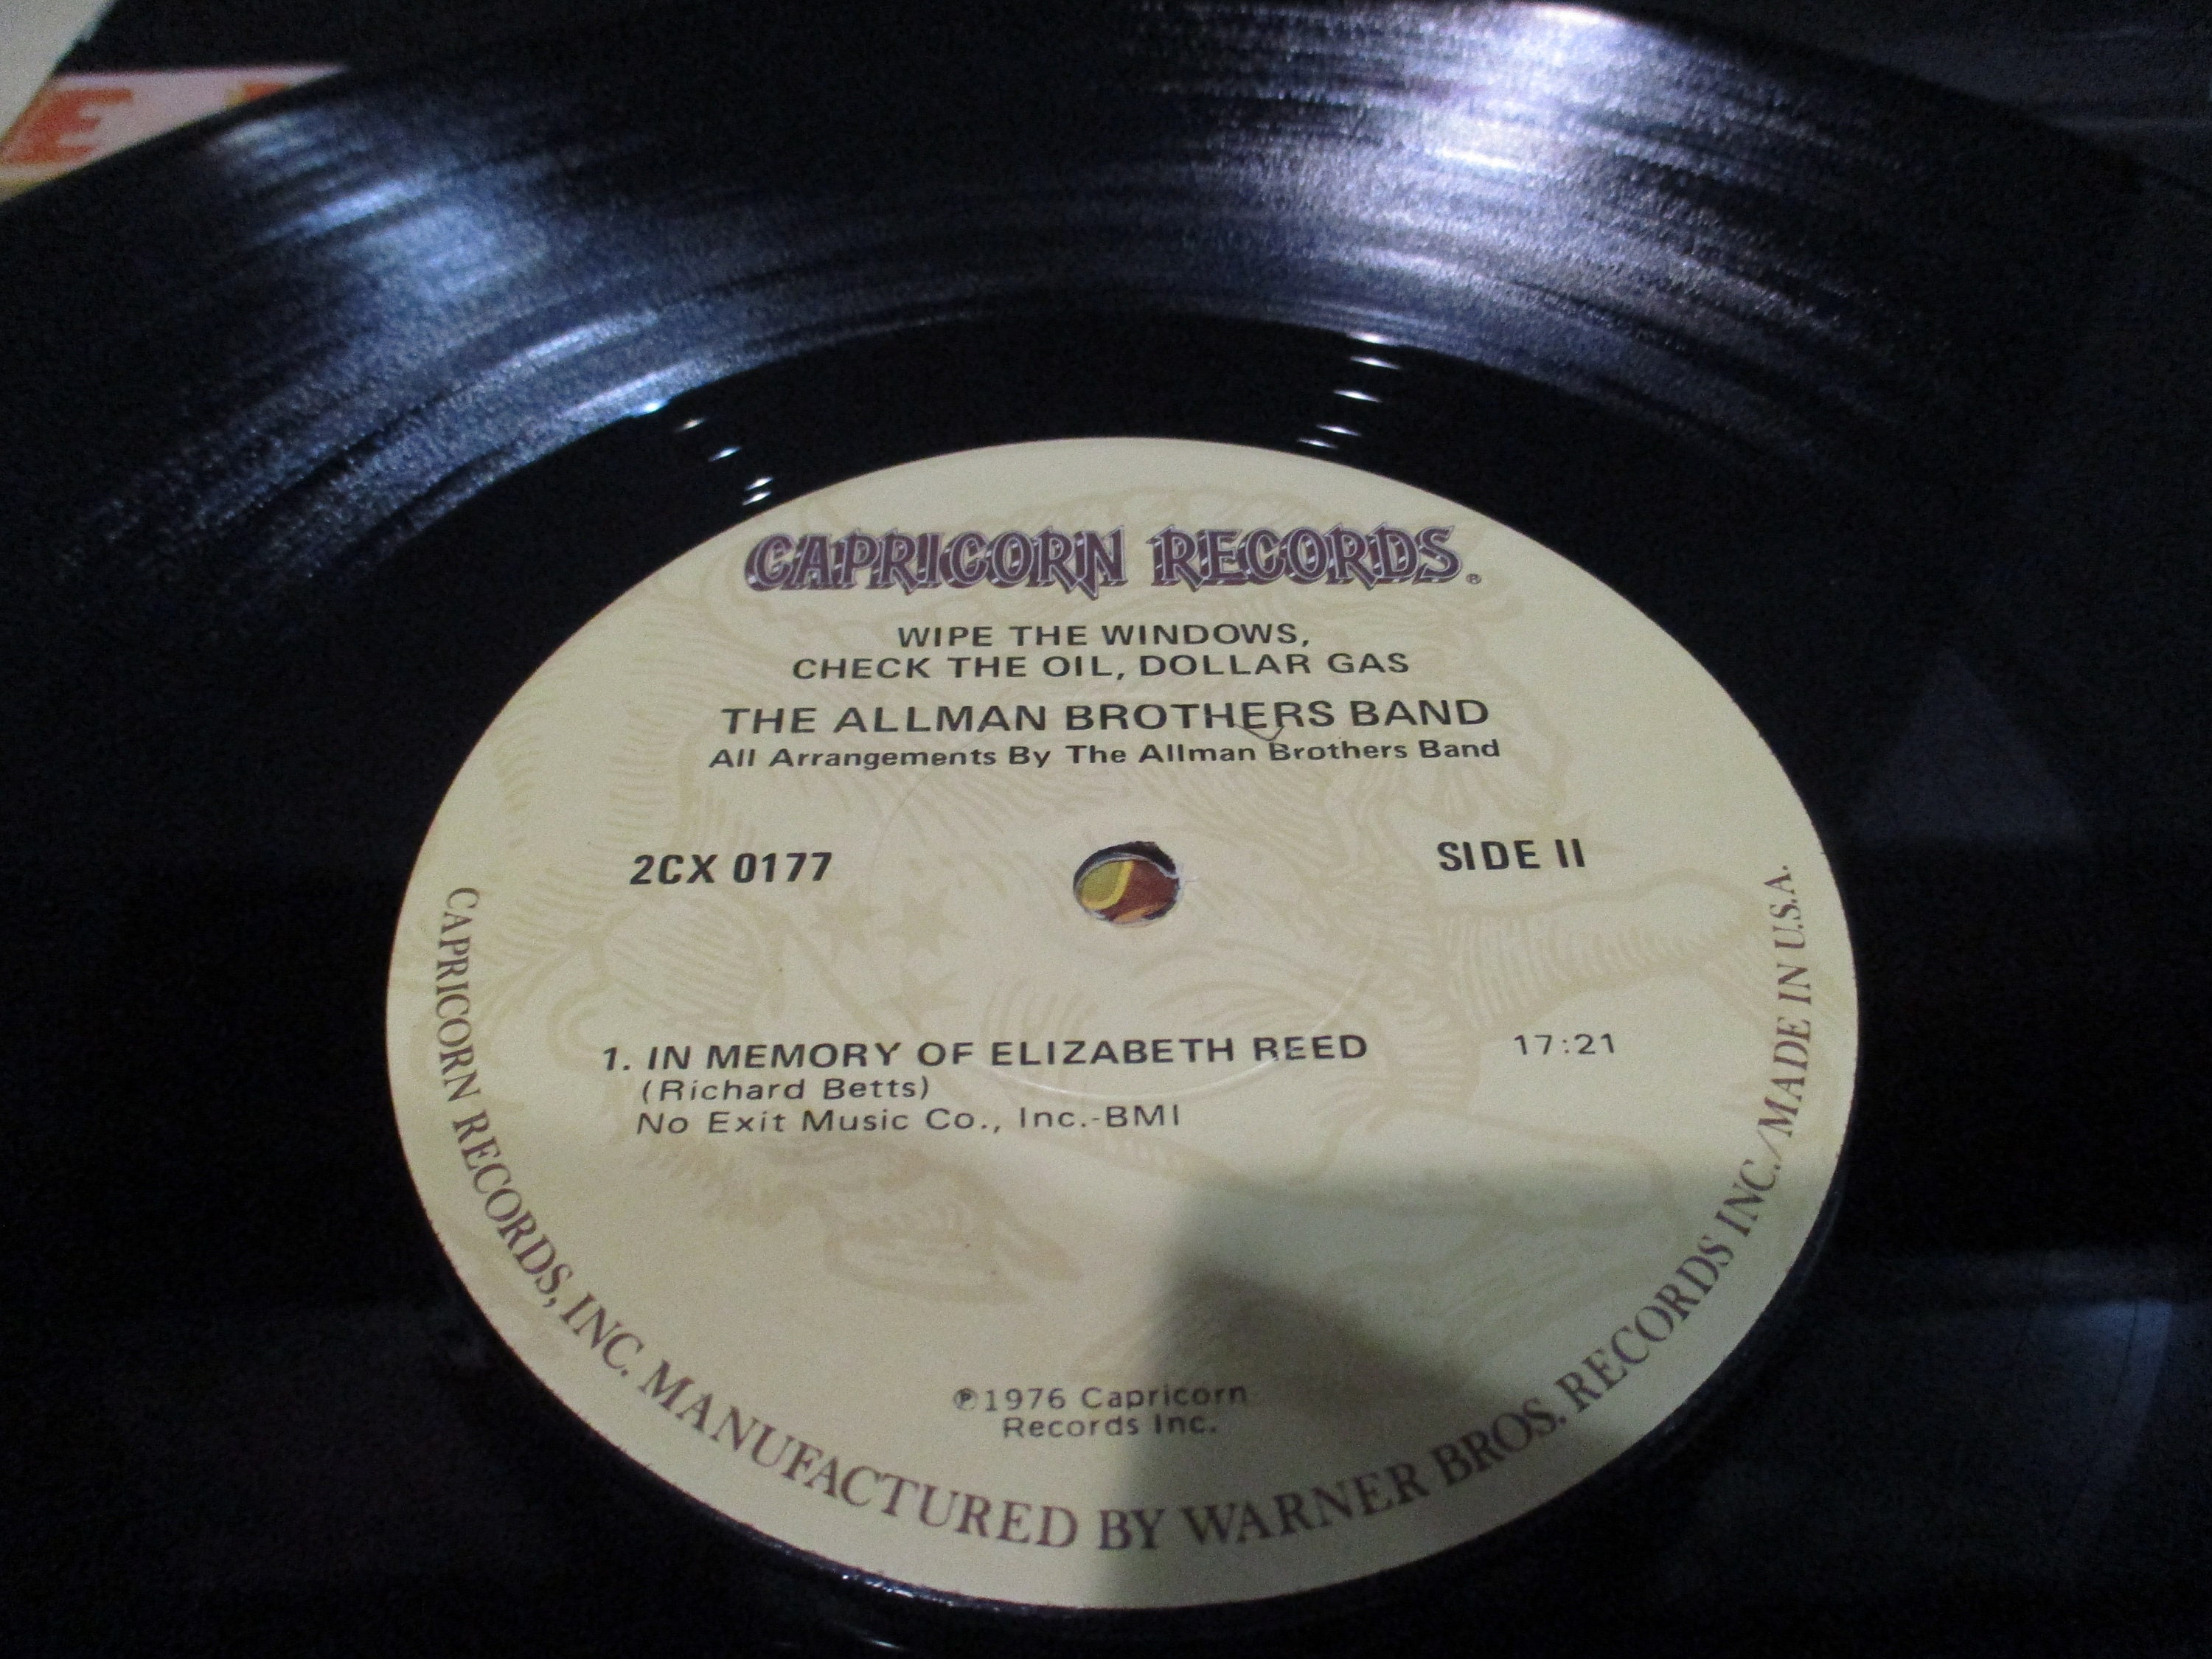 CAPRICORN RECORDS®
WIPE THE WINDOWS,
CHECK THE OIL, DOLLAR GAS
THE ALLMAN BROTHERS BAND
All Arrangements By The Allman Brothers Band
2CX 0177
SIDE II
1. IN MEMORY OF ELIZABETH REED 17:21
(Richard Betts)
No Exit Music Co., Inc.-BMI
℗1976 Capricorn
Records Inc.
CAPRICORN RECORDS, INC. MANUFACTURED BY WARNER BROS. RECORDS INC./MADE IN U.S.A.